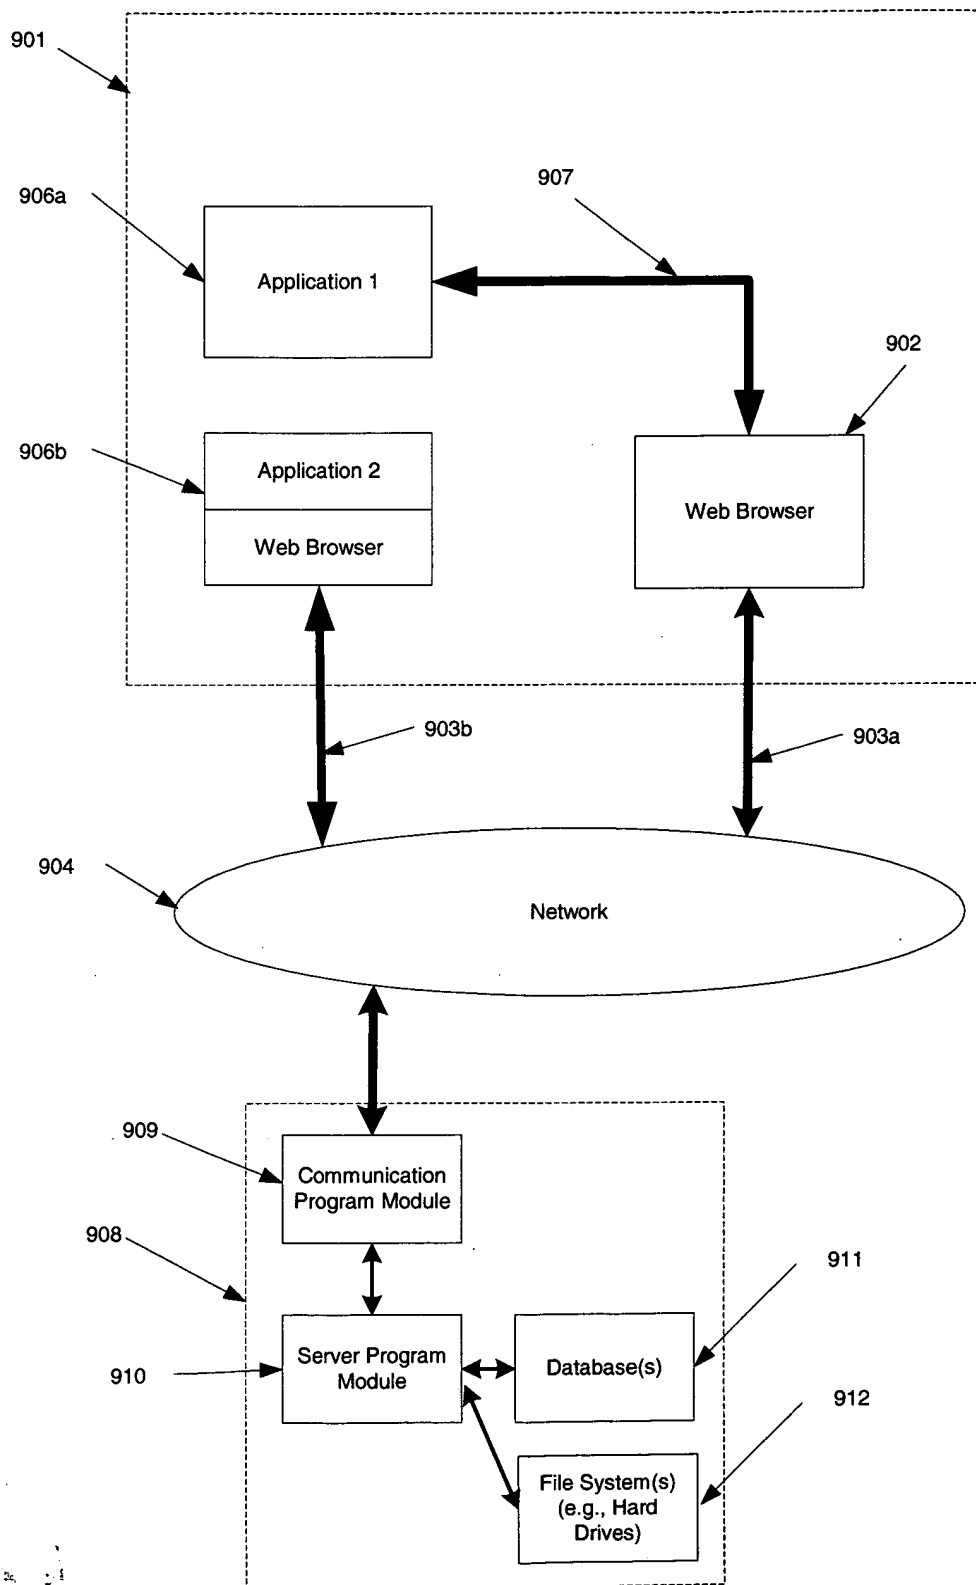 901
906a
907
Application 1
902
906b
Application 2
Web Browser
Web Browser
903b
903a
904
Network
909
Communication
Program Module
908
911
Server Program
Module
910
Database(s)
912
File System(s)
(e.g., Hard
Drives)